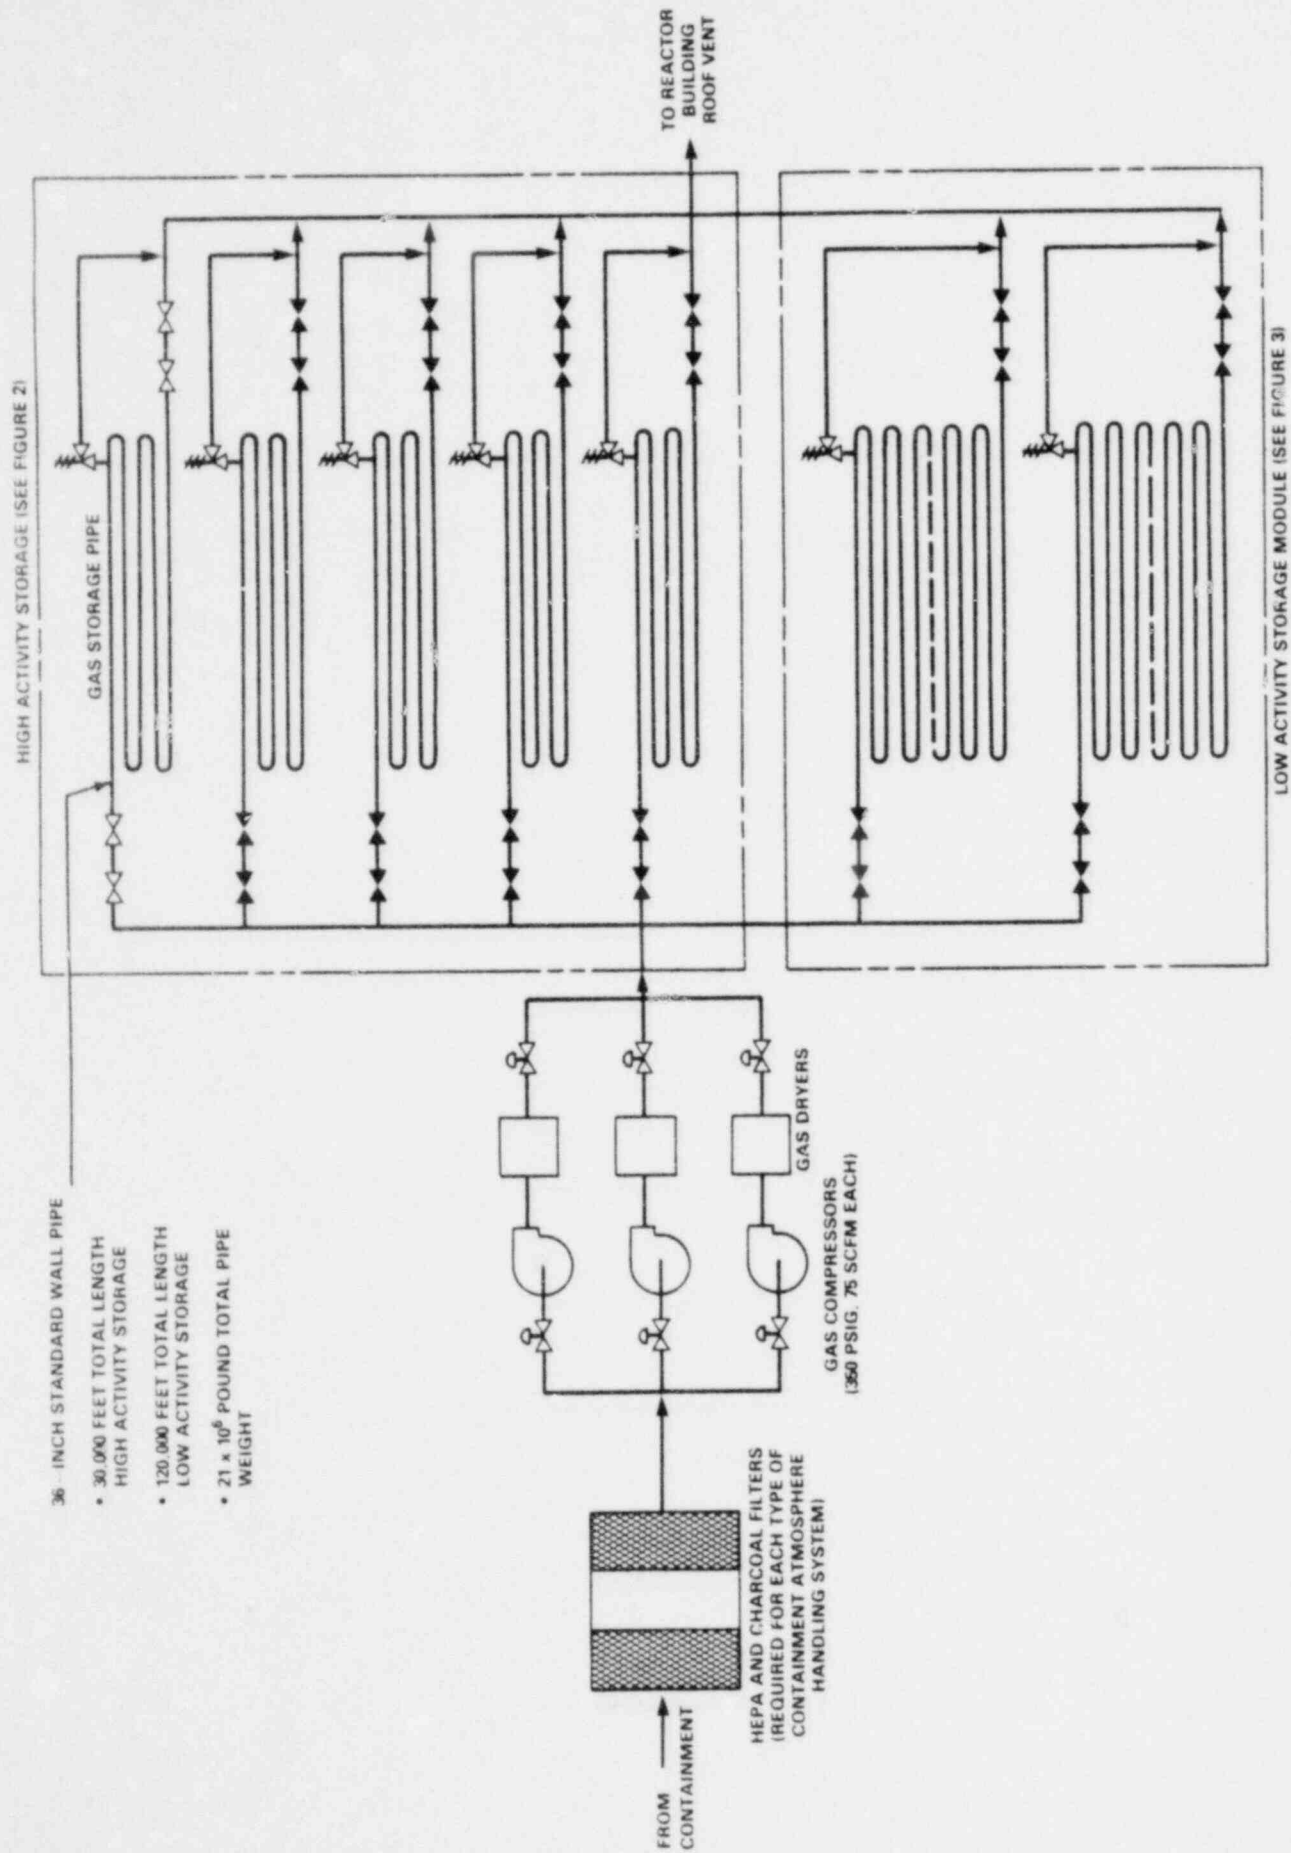 HIGH ACTIVITY STORAGE (SEE FIGURE 2)
GAS STORAGE PIPE
TO REACTOR
BUILDING
ROOF VENT
36-INCH STANDARD WALL PIPE
• 30,000 FEET TOTAL LENGTH
HIGH ACTIVITY STORAGE
• 120,000 FEET TOTAL LENGTH
LOW ACTIVITY STORAGE
• 21 x 10⁶ POUND TOTAL PIPE
WEIGHT
FROM
CONTAINMENT
HEPA AND CHARCOAL FILTERS
(REQUIRED FOR EACH TYPE OF
CONTAINMENT ATMOSPHERE
HANDLING SYSTEM)
GAS COMPRESSORS
(350 PSIG, 75 SCFM EACH)
GAS DRYERS
LOW ACTIVITY STORAGE MODULE (SEE FIGURE 3)